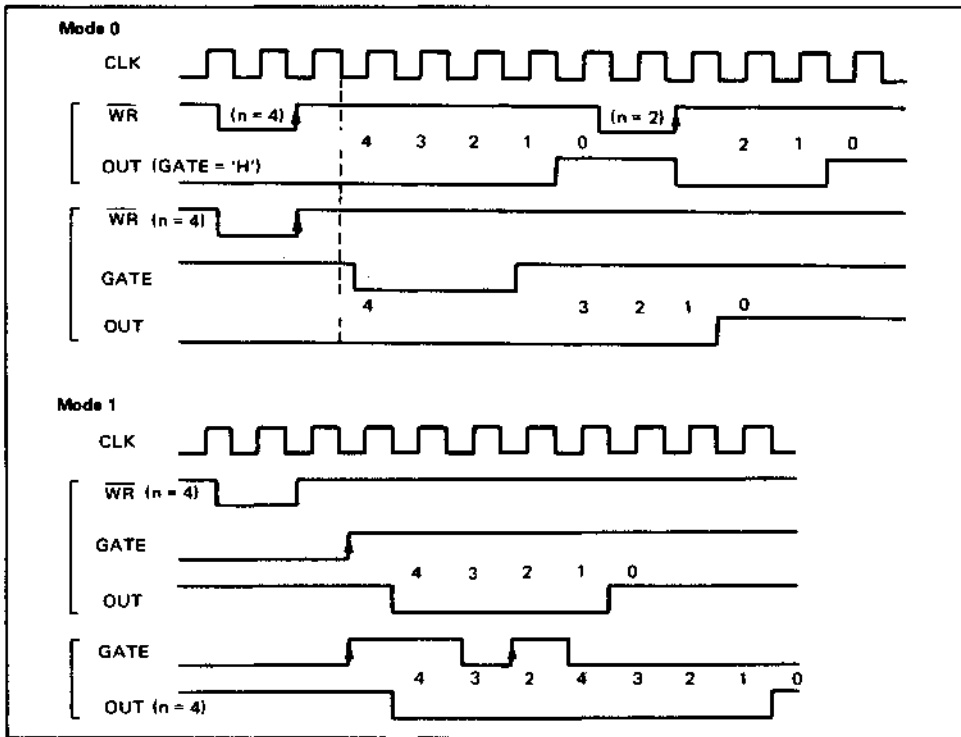 Mode 0
CLK
WR (n = 4) (n = 2)
4 3 2 1 0 2 1 0
OUT (GATE = 'H')
WR (n = 4)
GATE
4 3 2 1 0
OUT
Mode 1
CLK
WR (n = 4)
GATE
4 3 2 1 0
OUT
GATE
4 3 2 4 3 2 1 0
OUT (n = 4)